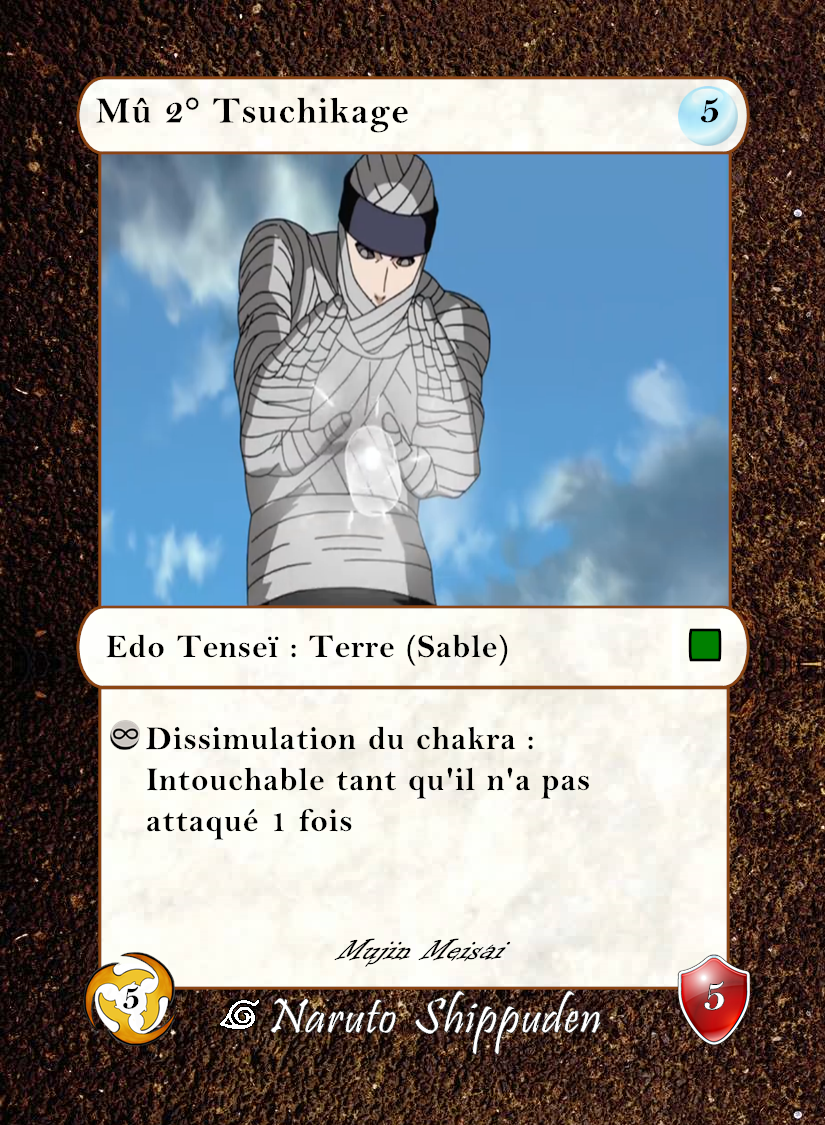 Mû 2° Tsuchikage
5
Edo Tenseï : Terre (Sable)
∞ Dissimulation du chakra :
Intouchable tant qu'il n'a pas
attaqué 1 fois
Mujin Meisai
5
Naruto Shippuden
5